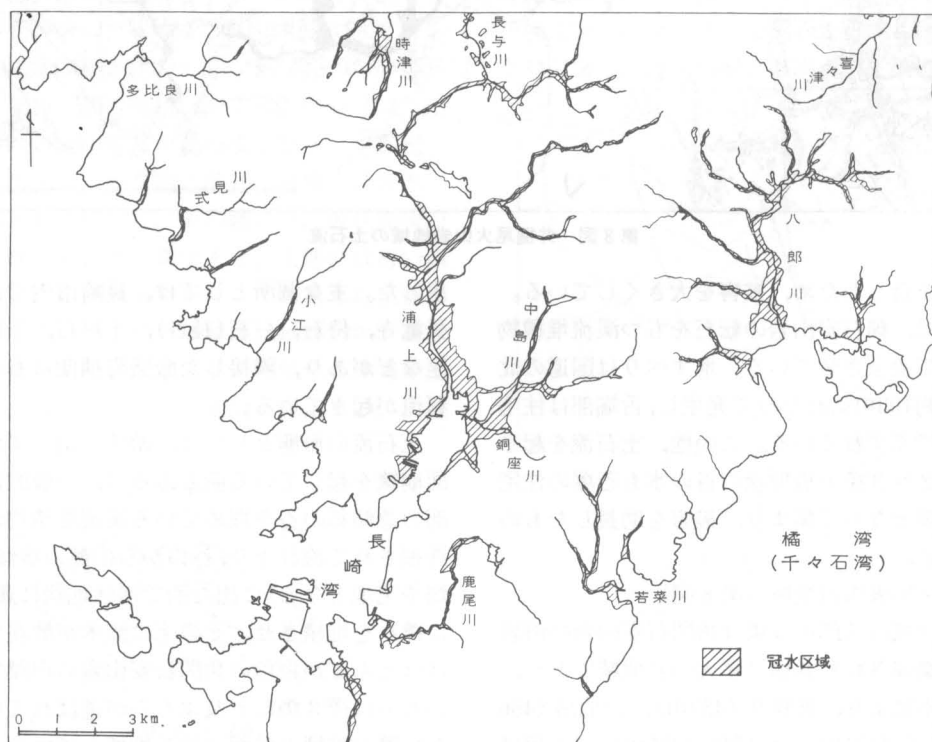 時津川
長与川
喜々津川
多比良川
式見川
八郎川
小江川
浦上川
中島川
銅座川
長崎湾
鹿尾川
若菜川
橘湾
(千々石湾)
冠水区域
0 1 2 3km.